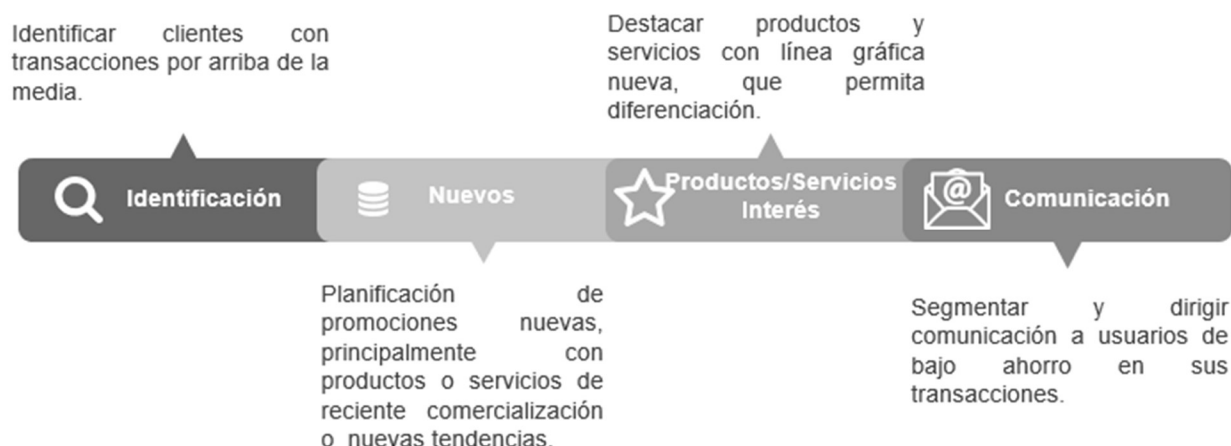 Identificar clientes con
transacciones por arriba de la
media.
Destacar productos y
servicios con línea gráfica
nueva, que permita
diferenciación.
Identificación
Nuevos
Productos/Servicios
Interés
Comunicación
Planificación de
promociones nuevas,
principalmente con
productos o servicios de
reciente comercialización
o nuevas tendencias.
Segmentar y dirigir
comunicación a usuarios de
bajo ahorro en sus
transacciones.